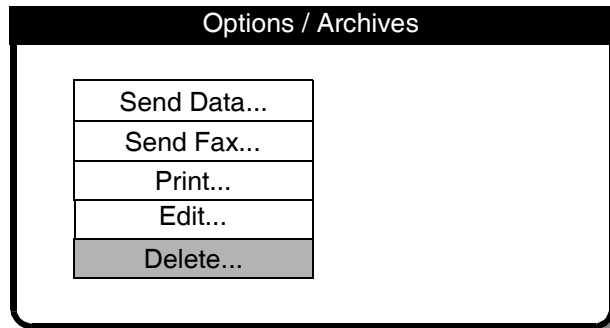 Options / Archives
Send Data...
Send Fax...
Print...
Edit...
Delete...